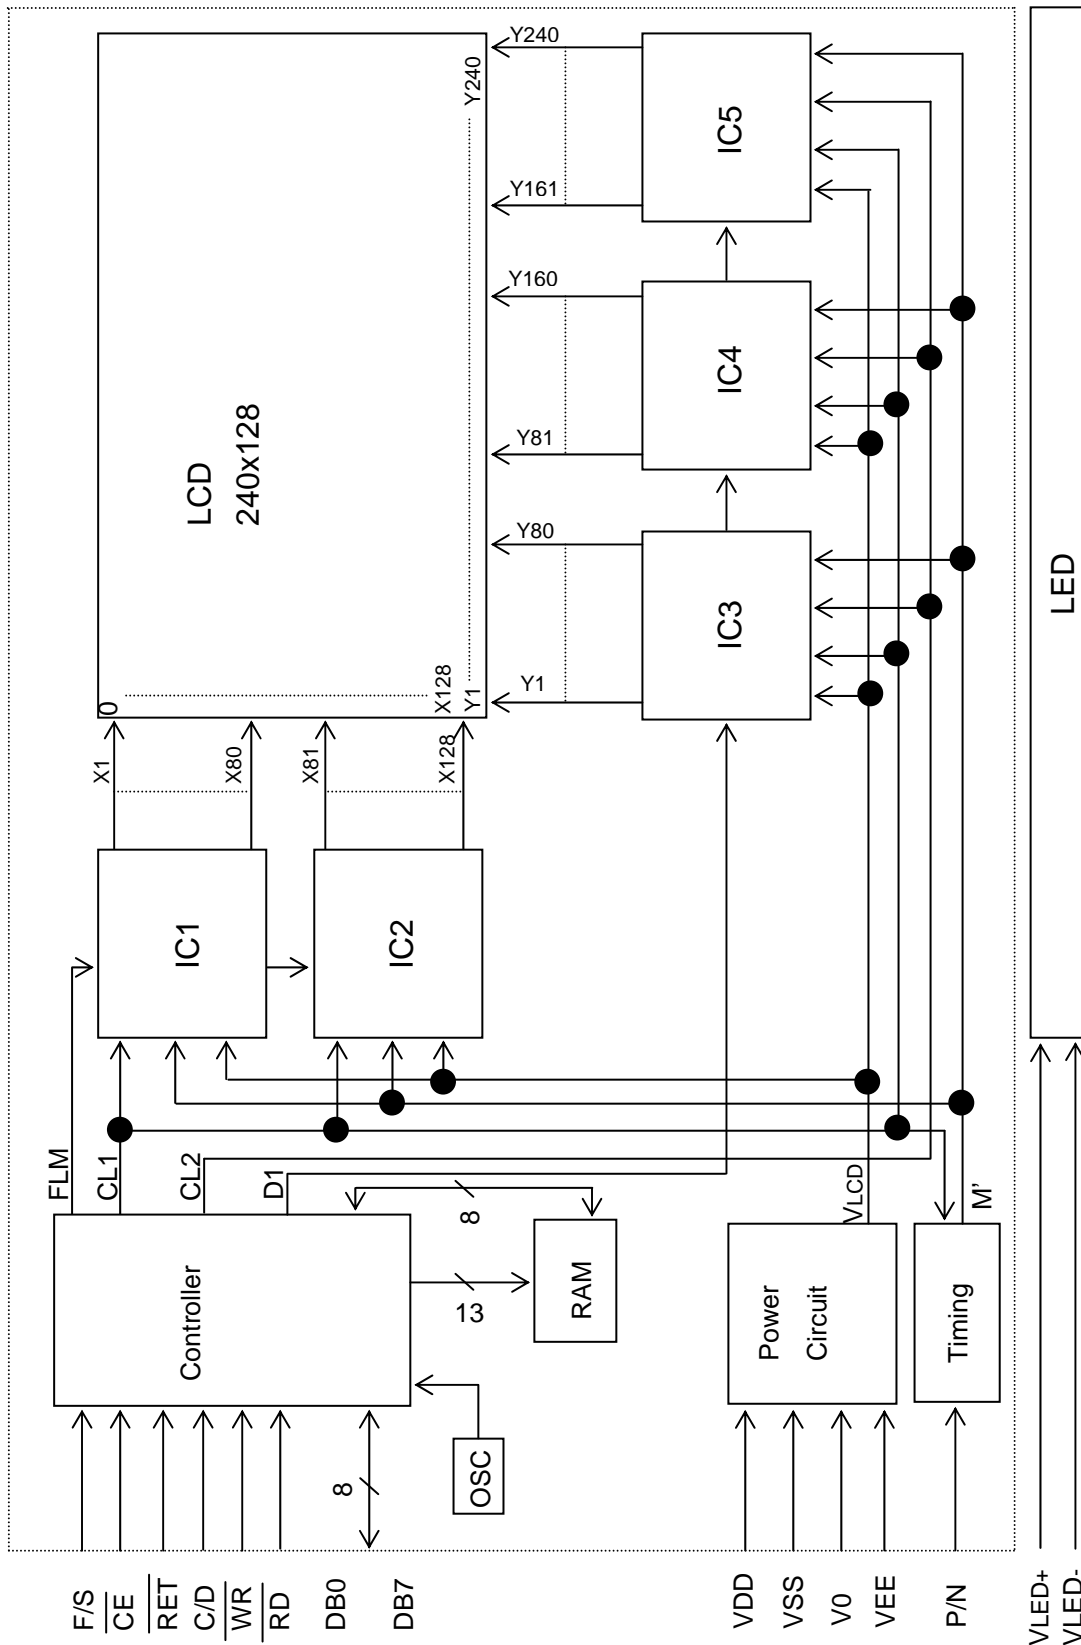 F/S
CE
RET
C/D
WR
RD
DB0
DB7
8
Controller
OSC
FLM
CL1
CL2
D1
8
13
RAM
IC1
IC2
X1
X80
X81
X128
0
X128
Y1
Y240
LCD
240x128
Y1
Y80
Y81
Y160
Y161
Y240
IC3
IC4
IC5
VDD
VSS
V0
VEE
Power
Circuit
VLCD
P/N
Timing
M'
VLED+
VLED-
LED